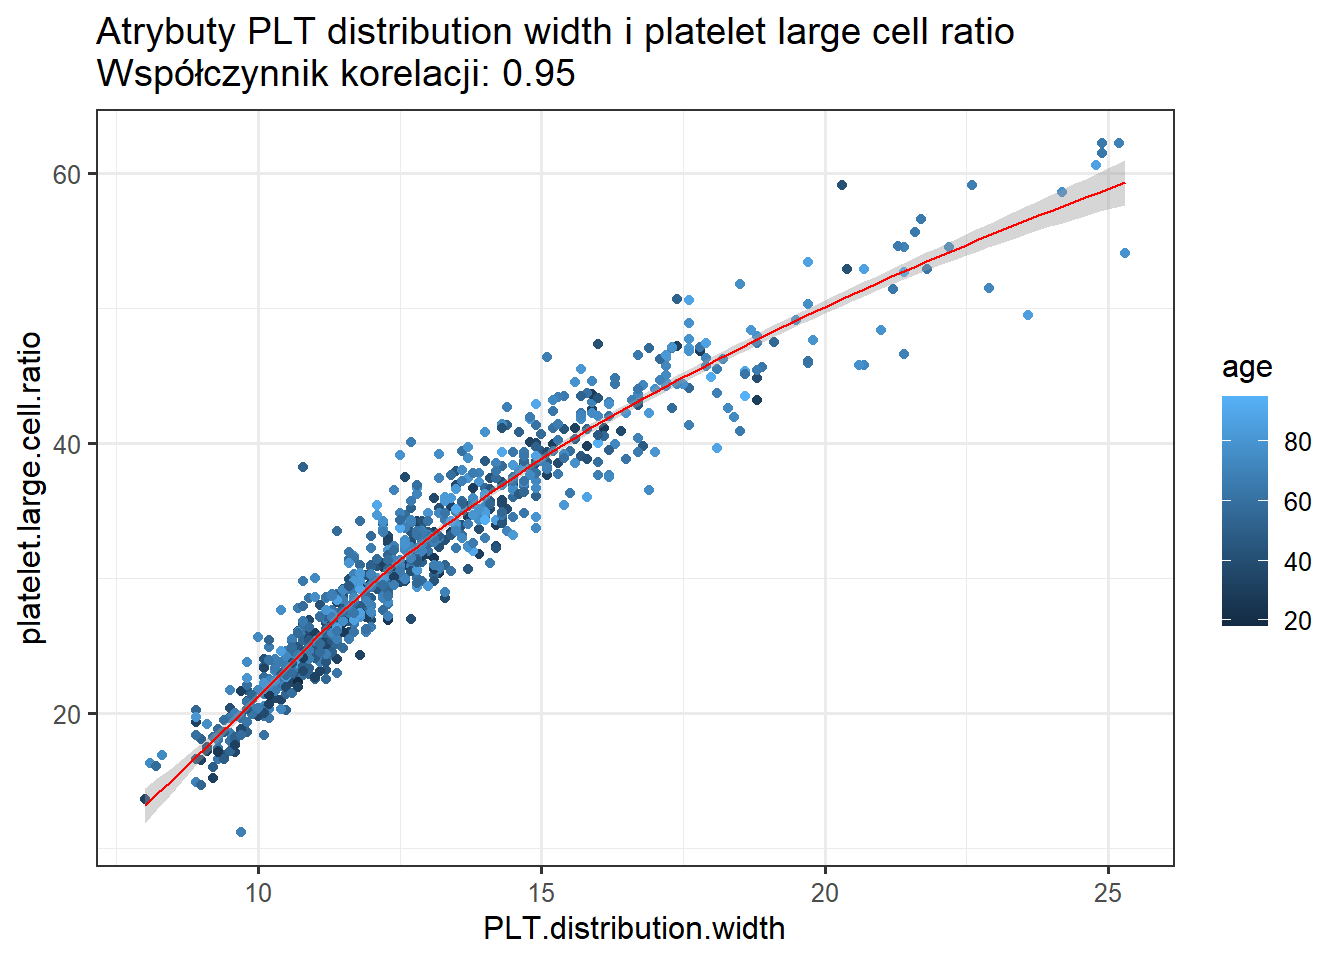 Atrybuty PLT distribution width i platelet large cell ratio
Współczynnik korelacji: 0.95
60
40
20
platelet.large.cell.ratio
10
15
20
25
PLT.distribution.width
age
80
60
40
20